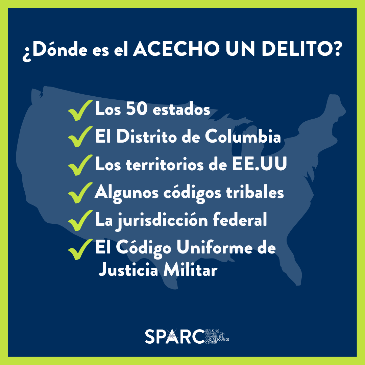 ¿Dónde es el ACECHO UN DELITO?
Los 50 estados
El Distrito de Columbia
Los territorios de EE.UU
Algunos códigos tribales
La jurisdicción federal
El Código Uniforme de
Justicia Militar
SPARC